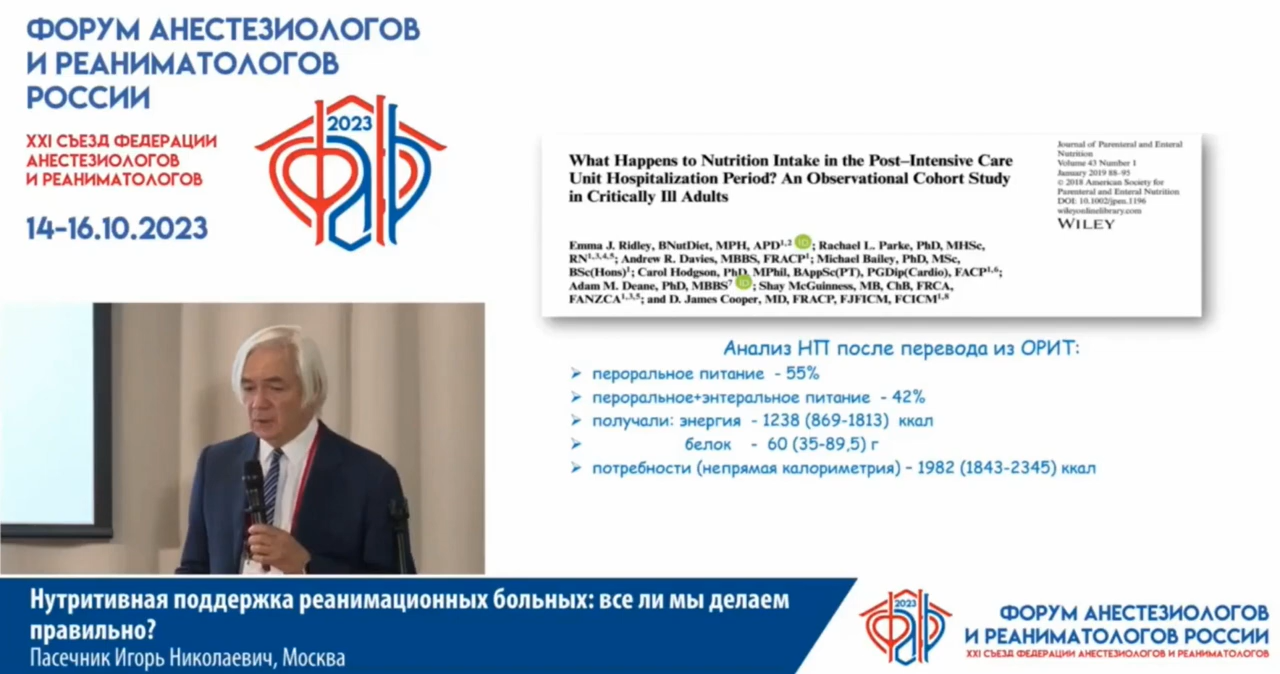 ФОРУМ АНЕСТЕЗИОЛОГОВ
И РЕАНИМАТОЛОГОВ
РОССИИ
XXI СЪЕЗД ФЕДЕРАЦИИ
АНЕСТЕЗИОЛОГОВ
И РЕАНИМАТОЛОГОВ
14-16.10.2023
2023
ФАР
What Happens to Nutrition Intake in the Post–Intensive Care
Unit Hospitalization Period? An Observational Cohort Study
in Critically Ill Adults
Journal of Parenteral and Enteral
Nutrition
Volume 43 Number 1
January 2019 88–95
© 2018 American Society for
Parenteral and Enteral Nutrition
DOI: 10.1002/jpen.1196
wileyonlinelibrary.com
WILEY
Emma J. Ridley, BNutDiet, MPH, APD1,2 iD; Rachael L. Parke, PhD, MHSc,
RN1,3,4,5; Andrew R. Davies, MBBS, FRACP1; Michael Bailey, PhD, MSc,
BSc(Hons)1; Carol Hodgson, PhD, MPhil, BAppSc(PT), PGDip(Cardio), FACP1,6;
Adam M. Deane, PhD, MBBS7 iD; Shay McGuinness, MB, ChB, FRCA,
FANZCA1,3,5; and D. James Cooper, MD, FRACP, FJFICM, FCICM1,8
Анализ НП после перевода из ОРИТ:
➢ пероральное питание - 55%
➢ пероральное+энтеральное питание - 42%
➢ получали: энергия - 1238 (869-1813) ккал
➢ белок - 60 (35-89,5) г
➢ потребности (непрямая калориметрия) – 1982 (1843-2345) ккал
Нутритивная поддержка реанимационных больных: все ли мы делаем
правильно?
Пасечник Игорь Николаевич, Москва
2023
ФАР
ФОРУМ АНЕСТЕЗИОЛОГОВ
И РЕАНИМАТОЛОГОВ РОССИИ
XXI СЪЕЗД ФЕДЕРАЦИИ АНЕСТЕЗИОЛОГОВ И РЕАНИМАТОЛОГОВ